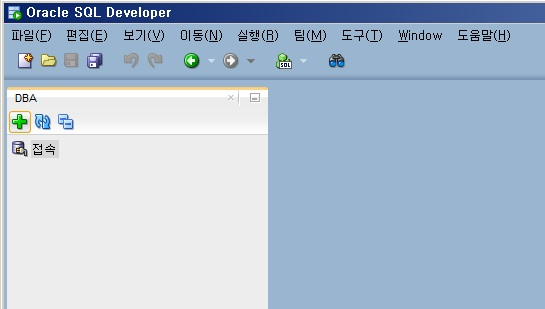 Oracle SQL Developer
파일(F) 편집(E) 보기(V) 이동(N) 실행(R) 팀(M) 도구(T) Window 도움말(H)
SQL
DBA
접속